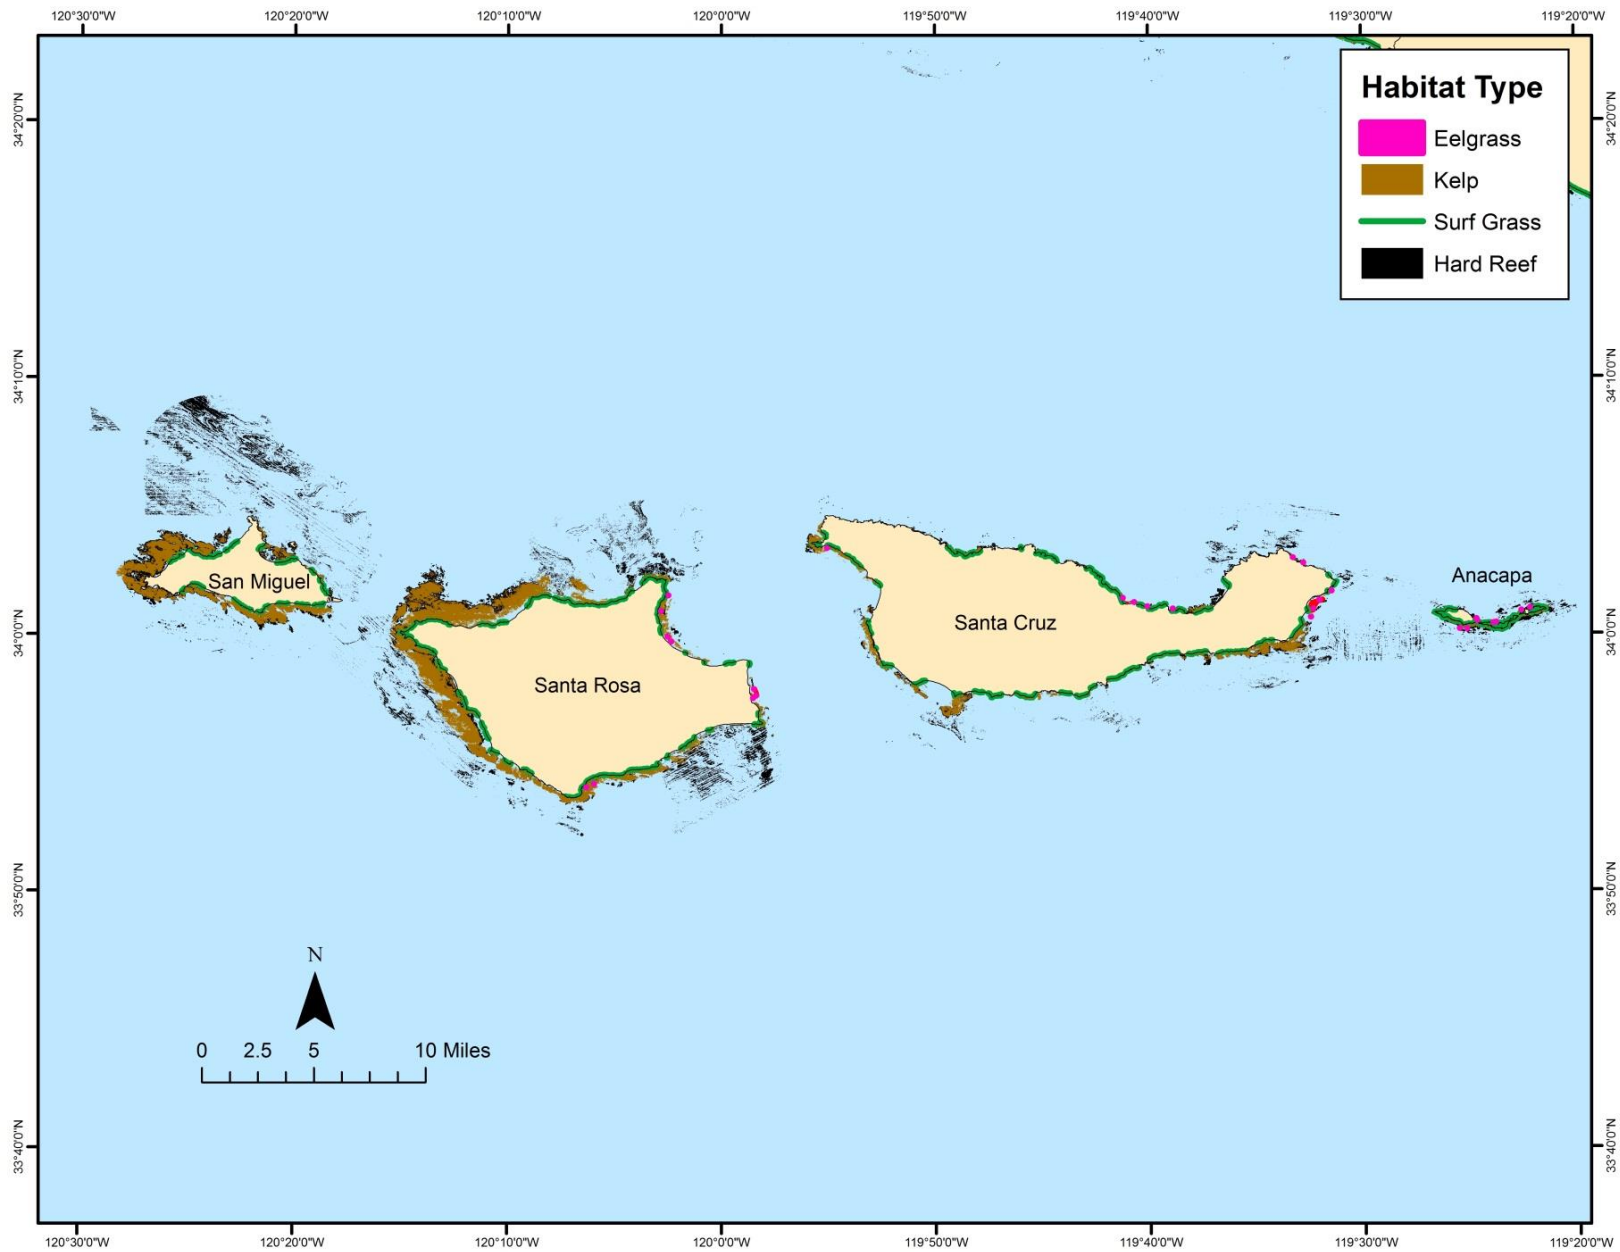 120°30'0"W 120°20'0"W 120°10'0"W 120°0'0"W 119°50'0"W 119°40'0"W 119°30'0"W 119°20'0"W
Habitat Type
Eelgrass
Kelp
Surf Grass
Hard Reef
34°20'0"N 34°20'0"N
34°10'0"N 34°10'0"N
San Miguel
Anacapa
Santa Cruz
34°0'0"N 34°0'0"N
Santa Rosa
33°50'0"N 33°50'0"N
N
0 2.5 5 10 Miles
33°40'0"N 33°40'0"N
120°30'0"W 120°20'0"W 120°10'0"W 120°0'0"W 119°50'0"W 119°40'0"W 119°30'0"W 119°20'0"W